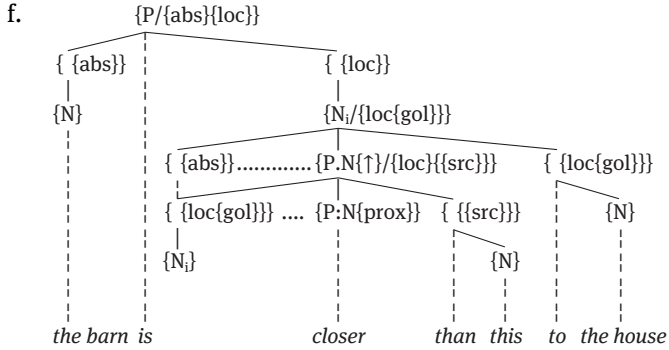 f. {P/{abs}{loc}}
{ {abs}} { {loc}}
{N} {Nᵢ/{loc{gol}}}
{ {abs}}.............{P.N{↑}/{loc}{{src}}} { {loc{gol}}
{ {loc{gol}}} .... {P:N{prox}} { {{src}}} {N}
{Nᵢ} {N}
the barn is closer than this to the house